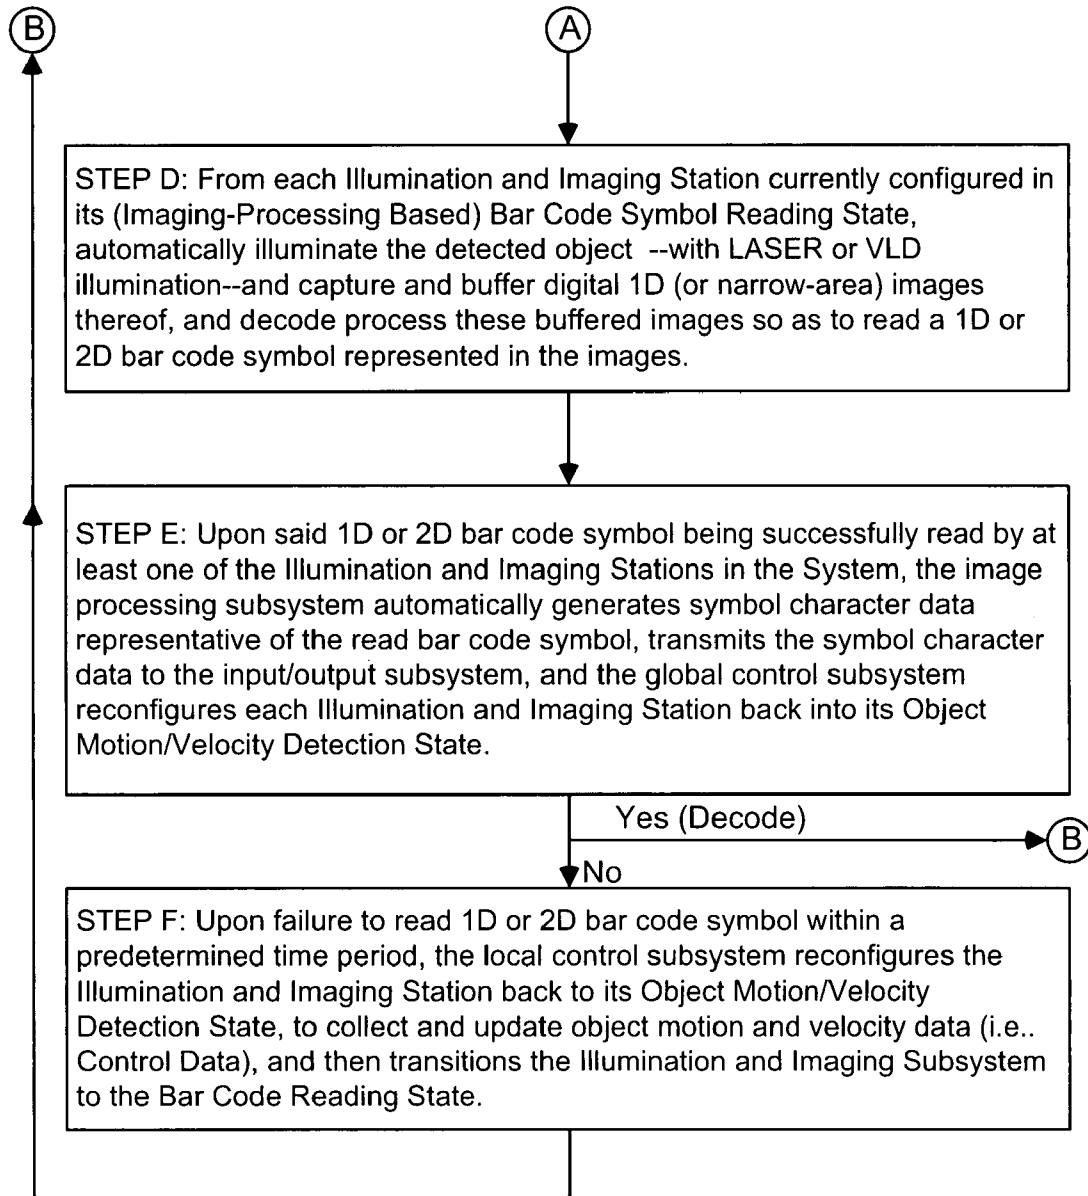 B
A
STEP D: From each Illumination and Imaging Station currently configured in
its (Imaging-Processing Based) Bar Code Symbol Reading State,
automatically illuminate the detected object --with LASER or VLD
illumination--and capture and buffer digital 1D (or narrow-area) images
thereof, and decode process these buffered images so as to read a 1D or
2D bar code symbol represented in the images.
STEP E: Upon said 1D or 2D bar code symbol being successfully read by at
least one of the Illumination and Imaging Stations in the System, the image
processing subsystem automatically generates symbol character data
representative of the read bar code symbol, transmits the symbol character
data to the input/output subsystem, and the global control subsystem
reconfigures each Illumination and Imaging Station back into its Object
Motion/Velocity Detection State.
Yes (Decode)
B
No
STEP F: Upon failure to read 1D or 2D bar code symbol within a
predetermined time period, the local control subsystem reconfigures the
Illumination and Imaging Station back to its Object Motion/Velocity
Detection State, to collect and update object motion and velocity data (i.e..
Control Data), and then transitions the Illumination and Imaging Subsystem
to the Bar Code Reading State.